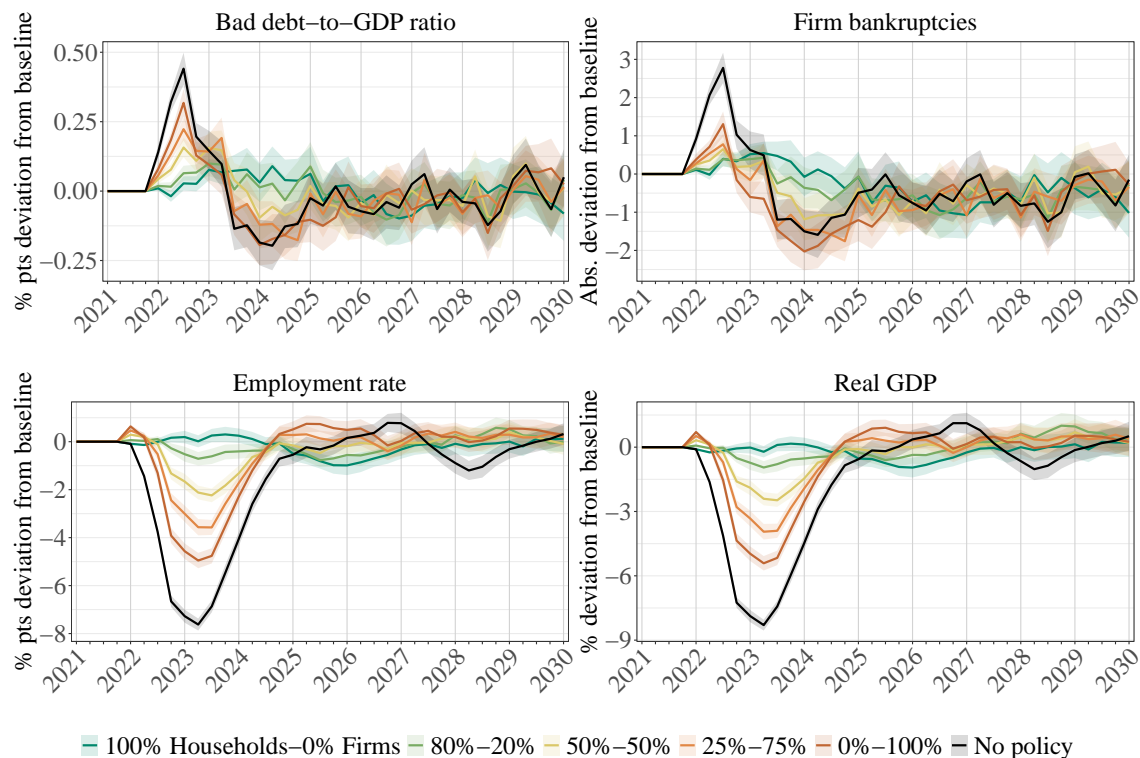 Bad debt−to−GDP ratio
% pts deviation from baseline
0.50
0.25
0.00
−0.25
2021 2022 2023 2024 2025 2026 2027 2028 2029 2030
Firm bankruptcies
Abs. deviation from baseline
3
2
1
0
−1
−2
2021 2022 2023 2024 2025 2026 2027 2028 2029 2030
Employment rate
% pts deviation from baseline
0
−2
−4
−6
−8
2021 2022 2023 2024 2025 2026 2027 2028 2029 2030
Real GDP
% deviation from baseline
0
−3
−6
−9
2021 2022 2023 2024 2025 2026 2027 2028 2029 2030
100% Households−0% Firms 80%−20% 50%−50% 25%−75% 0%−100% No policy